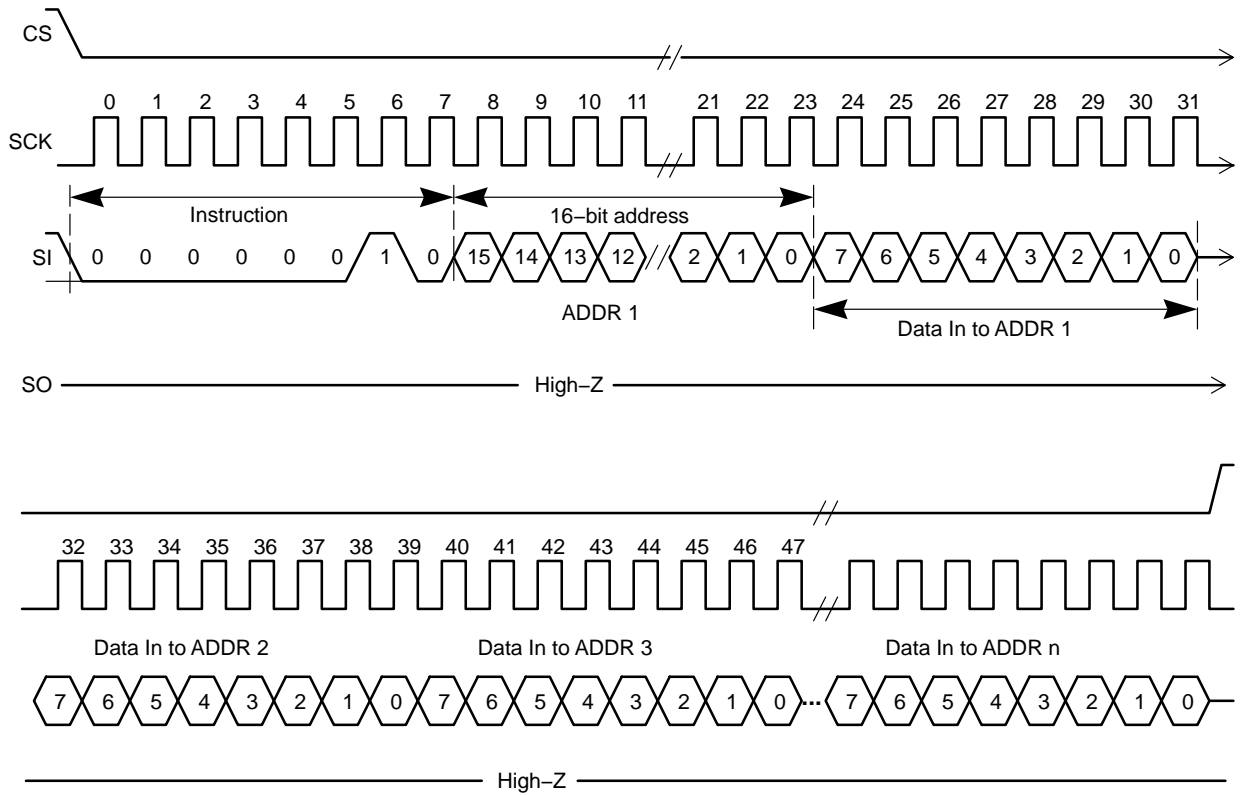 CS
0 1 2 3 4 5 6 7 8 9 10 11 21 22 23 24 25 26 27 28 29 30 31
SCK
Instruction 16−bit address
SI 0 0 0 0 0 0 1 0 15 14 13 12 2 1 0 7 6 5 4 3 2 1 0
ADDR 1 Data In to ADDR 1
SO High−Z
32 33 34 35 36 37 38 39 40 41 42 43 44 45 46 47
Data In to ADDR 2 Data In to ADDR 3 Data In to ADDR n
7 6 5 4 3 2 1 0 7 6 5 4 3 2 1 0 ... 7 6 5 4 3 2 1 0
High−Z